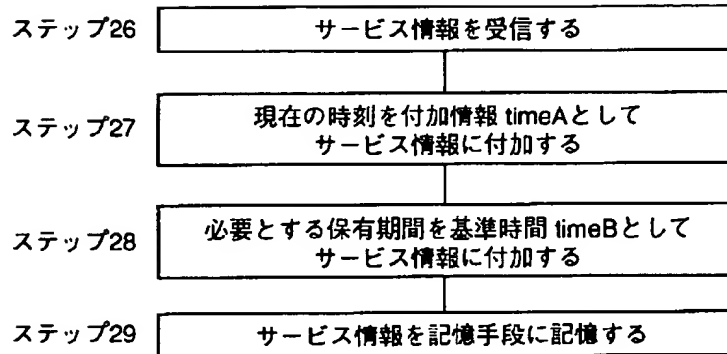 ステップ26
サービス情報を受信する
ステップ27
現在の時刻を付加情報 timeAとして
サービス情報に付加する
ステップ28
必要とする保有期間を基準時間 timeBとして
サービス情報に付加する
ステップ29
サービス情報を記憶手段に記憶する